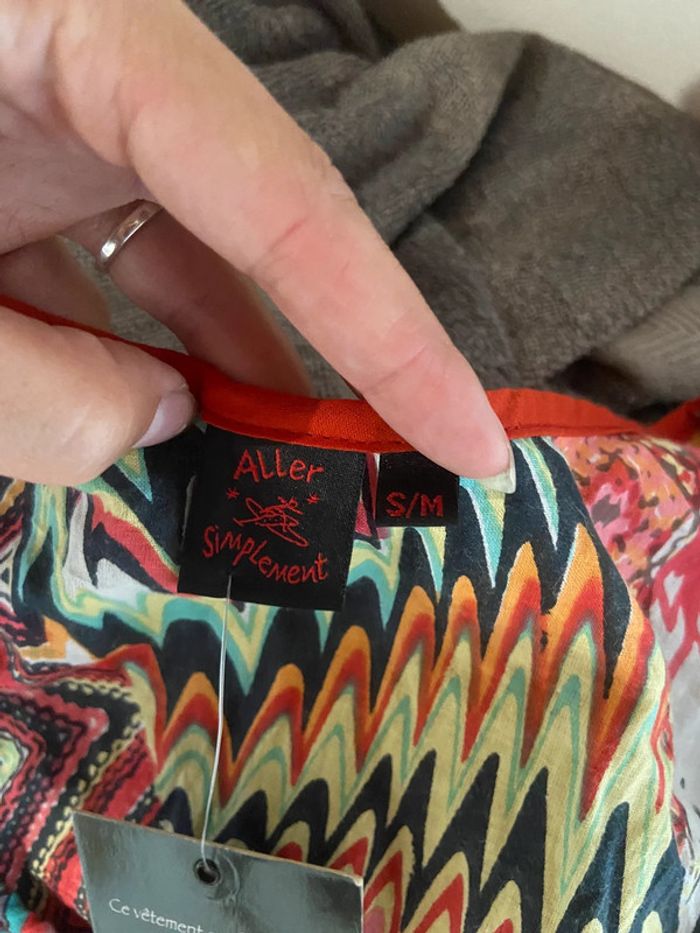 Aller
Simplement
S/M
Ce vêtement